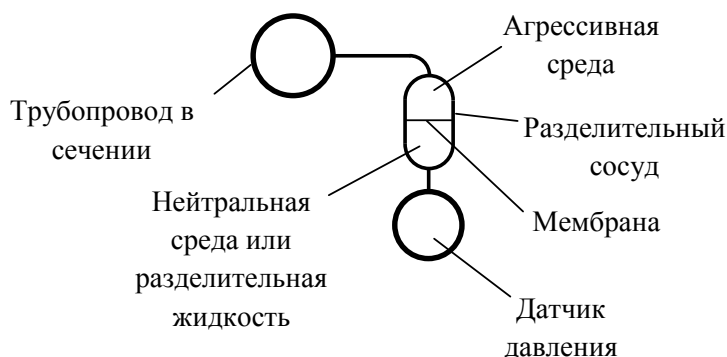 Агрессивная
среда
Трубопровод в
сечении
Разделительный
сосуд
Нейтральная
среда или
разделительная
жидкость
Мембрана
Датчик
давления